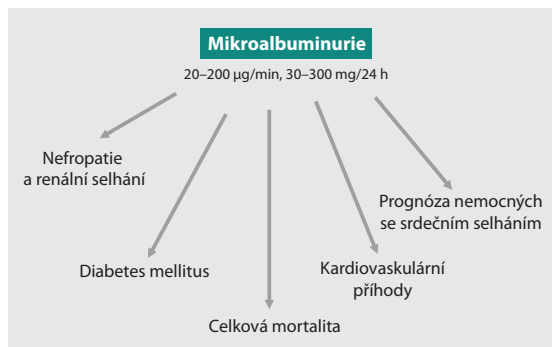 Mikroalbuminurie
20–200 µg/min, 30–300 mg/24 h
Nefropatie
a renální selhání
Prognóza nemocných
se srdečním selháním
Diabetes mellitus
Kardiovaskulární
příhody
Celková mortalita